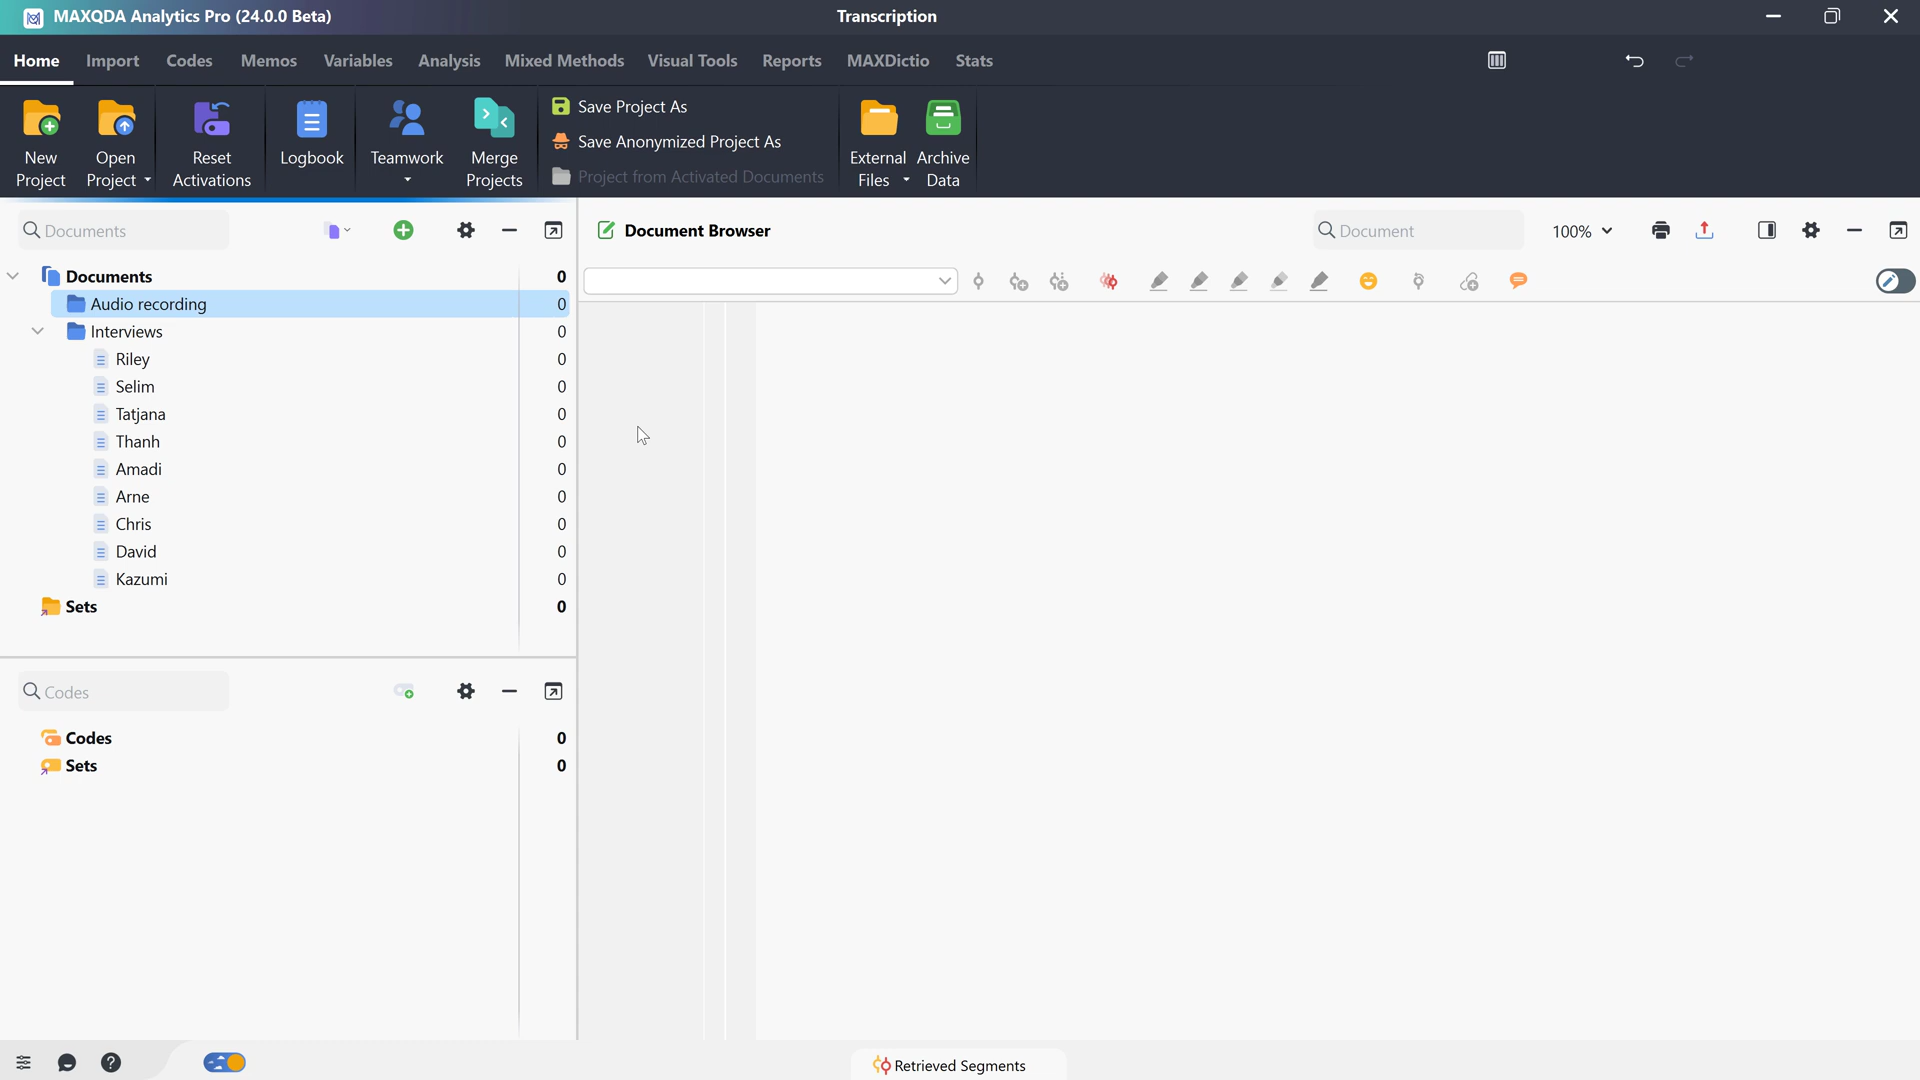 MAXQDA Analytics Pro (24.0.0 Beta)
Transcription
Home Import Codes Memos Variables Analysis Mixed Methods Visual Tools Reports MAXDictio Stats
New Project
Open Project
Reset Activations
Logbook
Teamwork
Merge Projects
Save Project As
Save Anonymized Project As
Project from Activated Documents
External Files
Archive Data
Documents
Document Browser
Document
100%
Documents 0
Audio recording 0
Interviews 0
Riley 0
Selim 0
Tatjana 0
Thanh 0
Amadi 0
Arne 0
Chris 0
David 0
Kazumi 0
Sets 0
Codes
Codes 0
Sets 0
Retrieved Segments